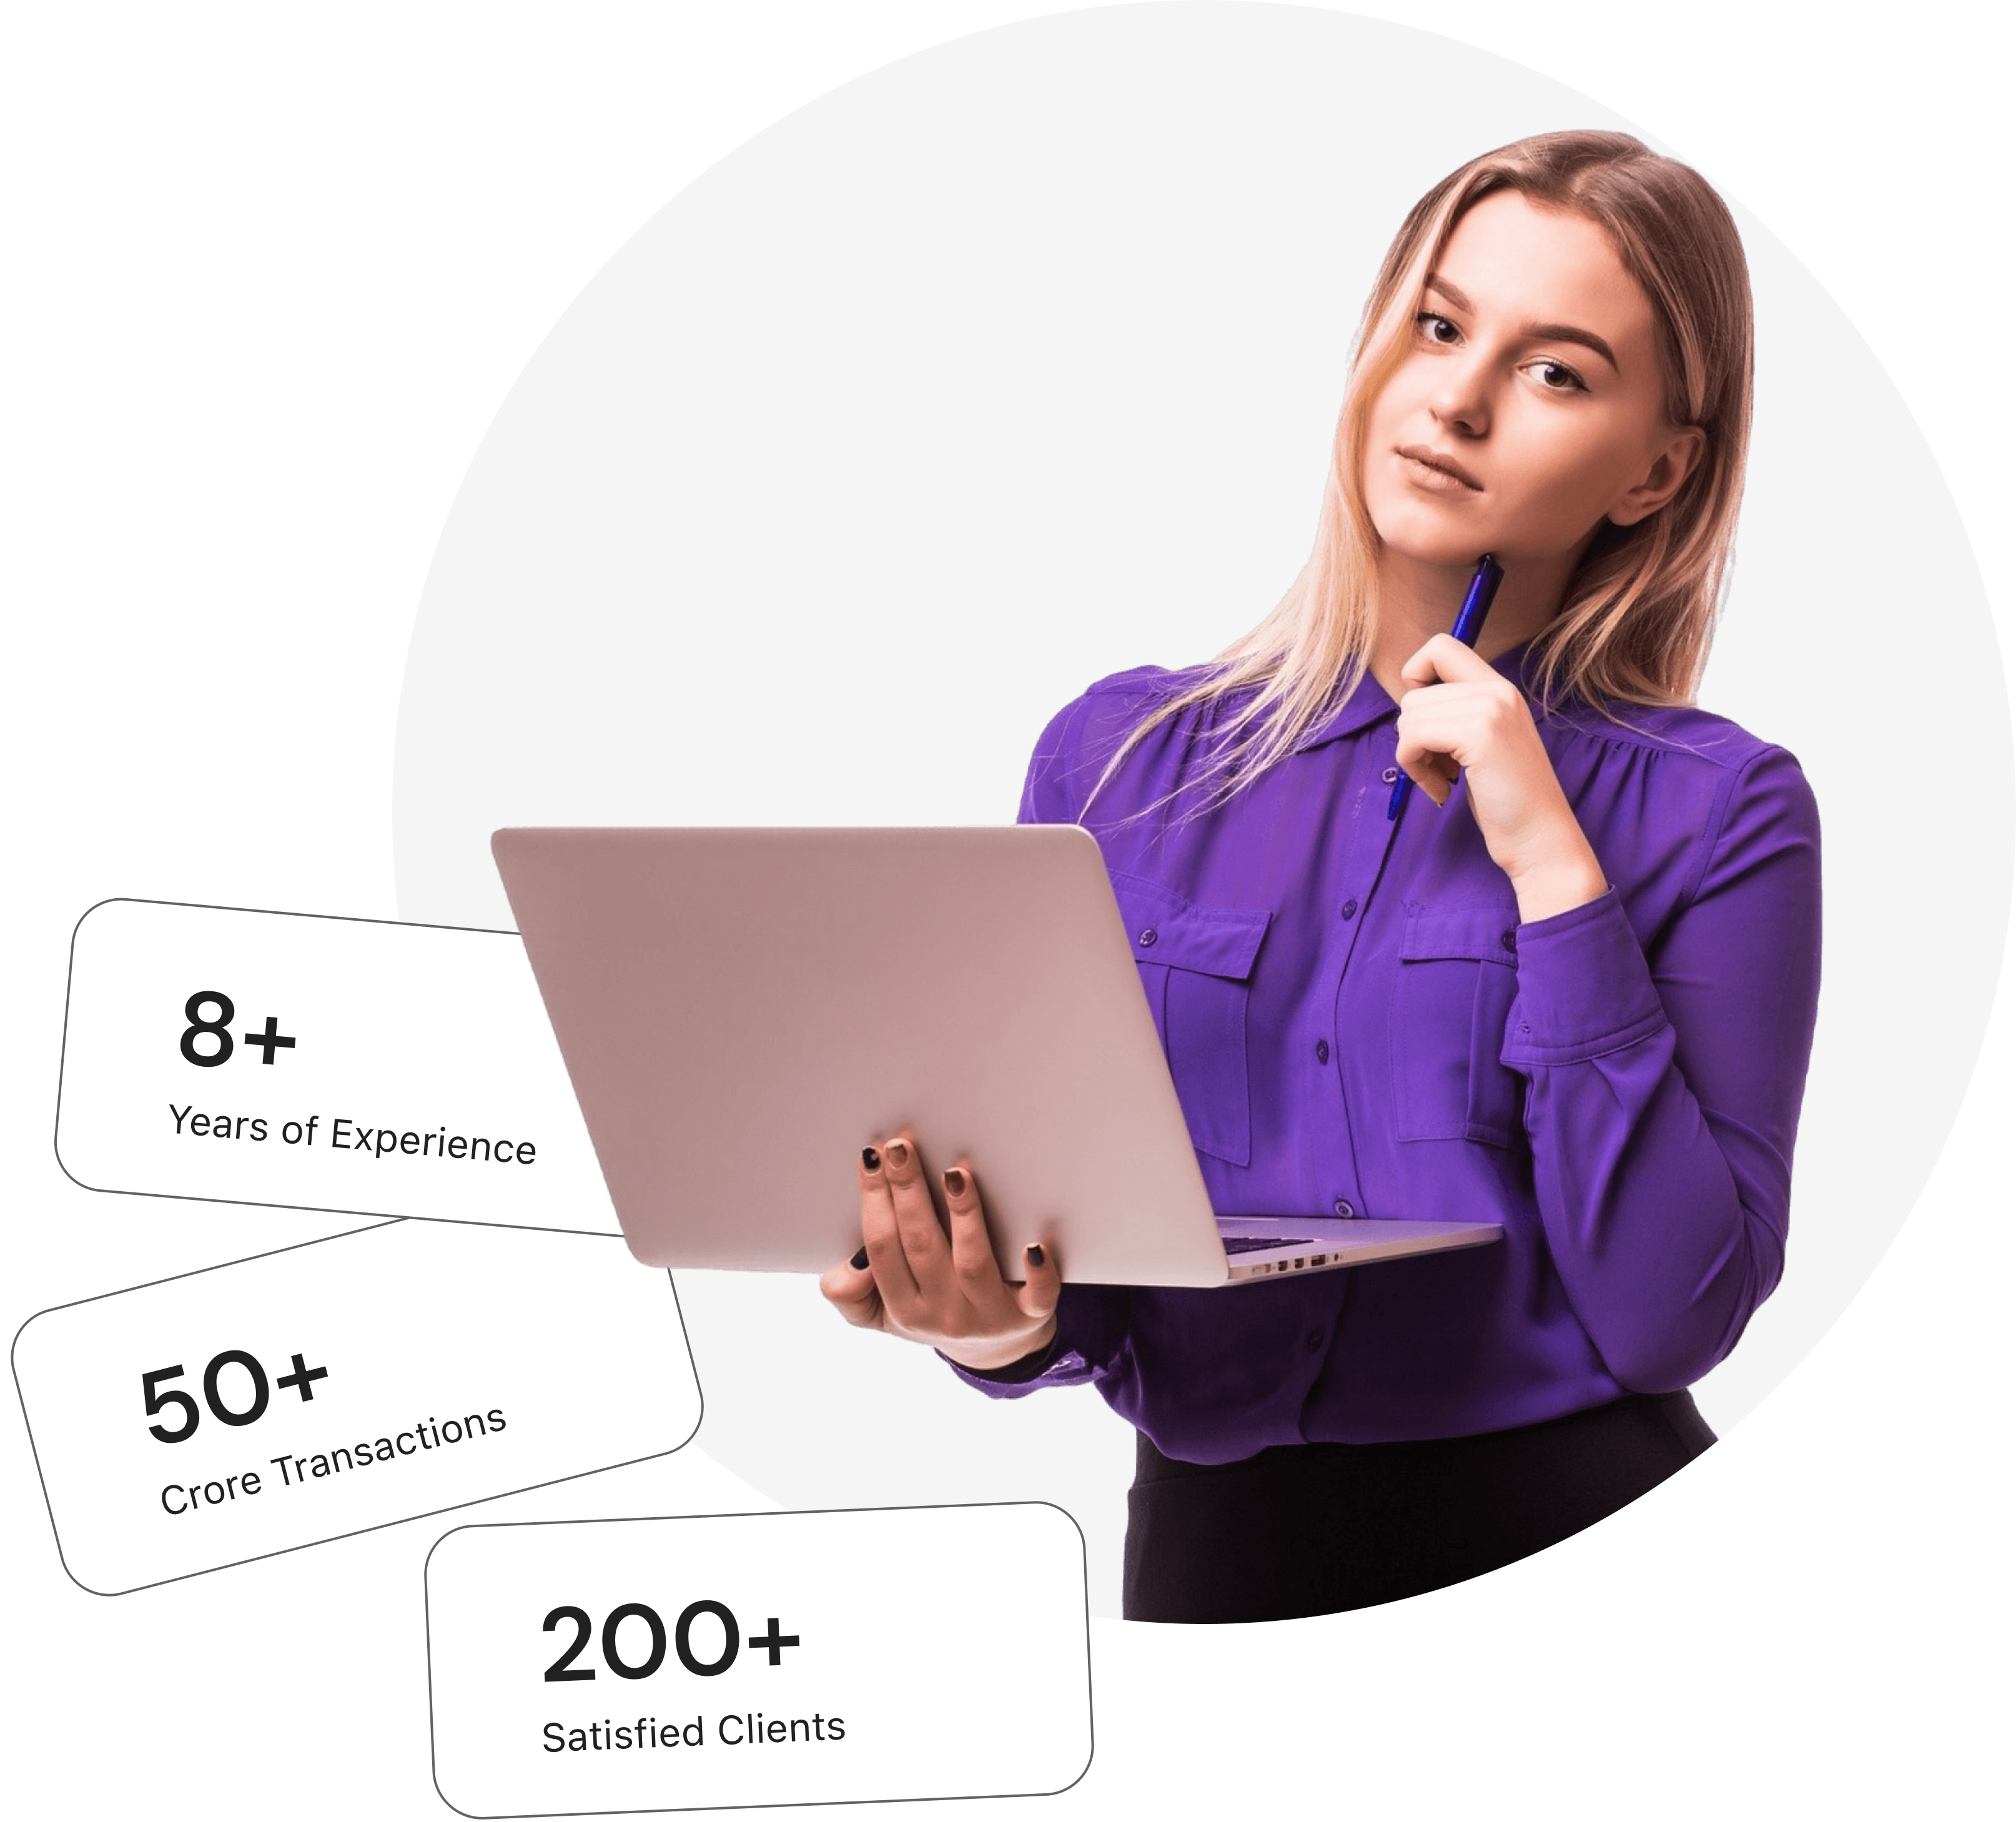 8+
Years of Experience
50+
Crore Transactions
200+
Satisfied Clients